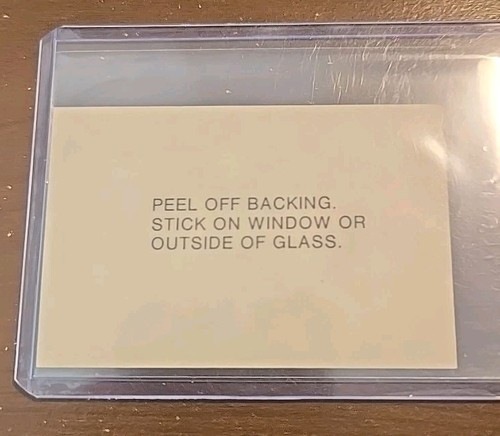 PEEL OFF BACKING.
STICK ON WINDOW OR
OUTSIDE OF GLASS.